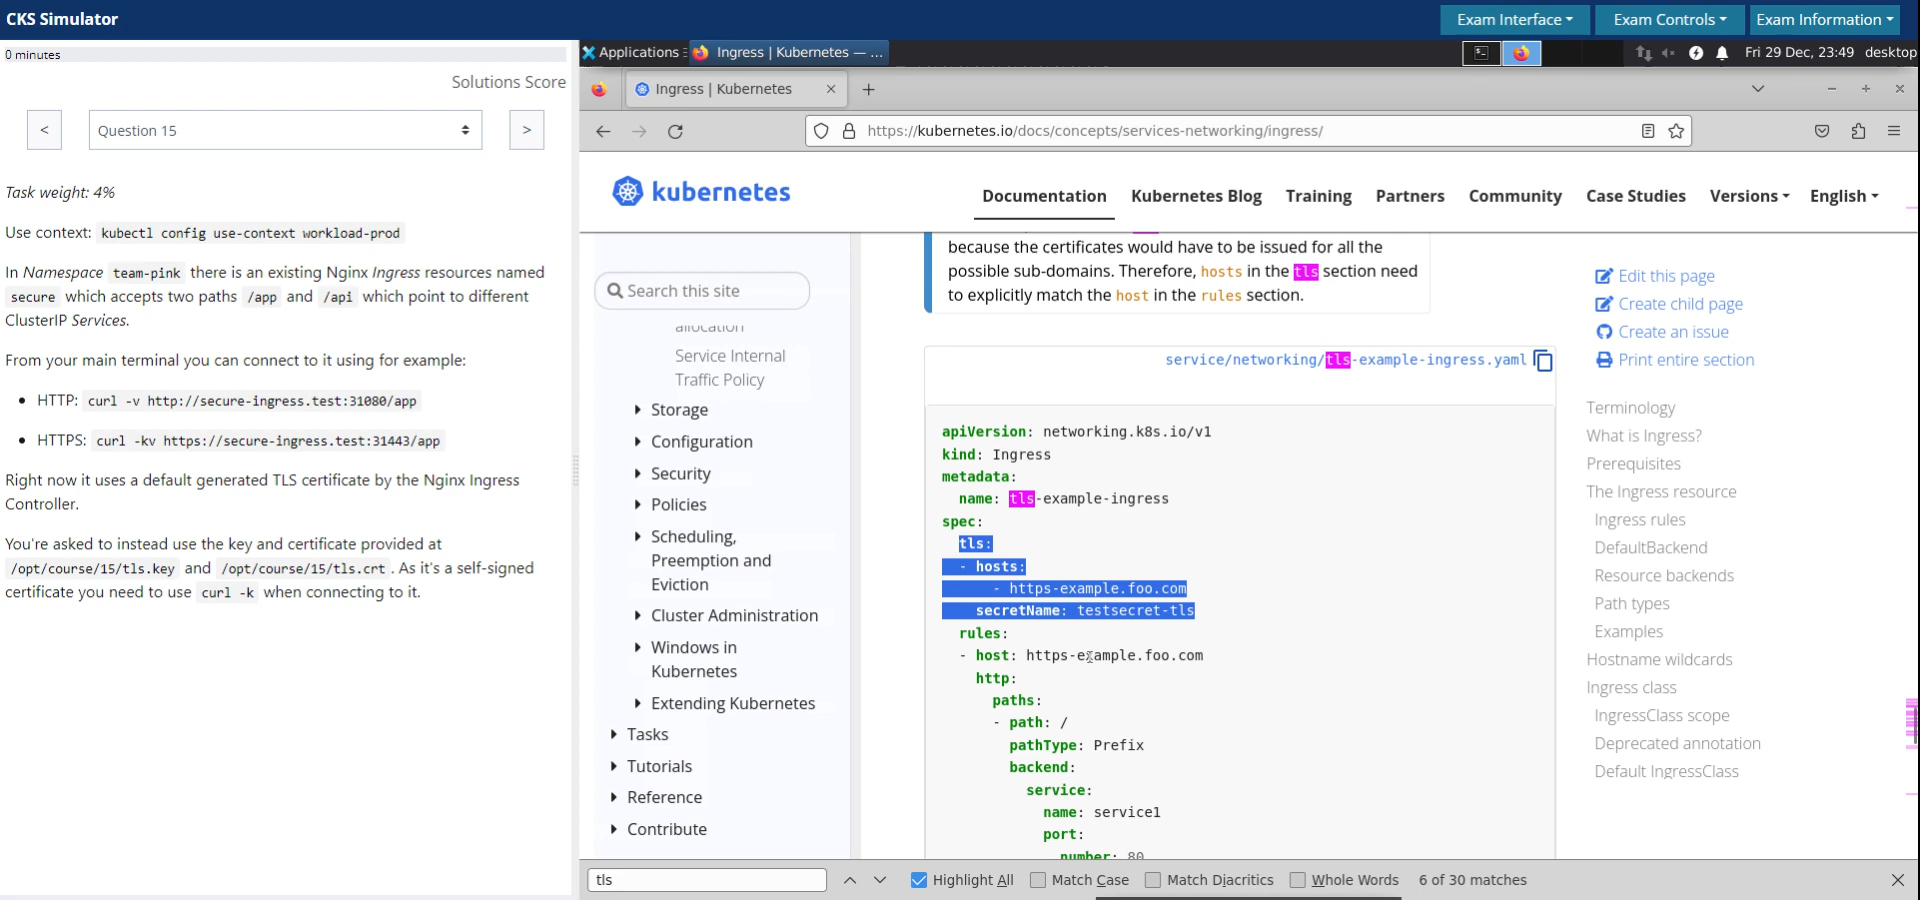 CKS Simulator
Exam Interface
Exam Controls
Exam Information
0 minutes
Solutions Score
<
Question 15
>
Task weight: 4%
Use context: kubectl config use-context workload-prod
In Namespace team-pink there is an existing Nginx Ingress resources named
secure which accepts two paths /app and /api which point to different
ClusterIP Services.
From your main terminal you can connect to it using for example:
• HTTP: curl -v http://secure-ingress.test:31080/app
• HTTPS: curl -kv https://secure-ingress.test:31443/app
Right now it uses a default generated TLS certificate by the Nginx Ingress
Controller.
You're asked to instead use the key and certificate provided at
/opt/course/15/tls.key and /opt/course/15/tls.crt. As it's a self-signed
certificate you need to use curl -k when connecting to it.
Applications
Ingress | Kubernetes — ...
Fri 29 Dec, 23:49
desktop
Ingress | Kubernetes
https://kubernetes.io/docs/concepts/services-networking/ingress/
kubernetes
Documentation
Kubernetes Blog
Training
Partners
Community
Case Studies
Versions
English
Search this site
allocation
Service Internal
Traffic Policy
Storage
Configuration
Security
Policies
Scheduling,
Preemption and
Eviction
Cluster Administration
Windows in
Kubernetes
Extending Kubernetes
Tasks
Tutorials
Reference
Contribute
because the certificates would have to be issued for all the
possible sub-domains. Therefore, hosts in the tls section need
to explicitly match the host in the rules section.
service/networking/tls-example-ingress.yaml
apiVersion: networking.k8s.io/v1
kind: Ingress
metadata:
  name: tls-example-ingress
spec:
  tls:
  - hosts:
      - https-example.foo.com
    secretName: testsecret-tls
  rules:
  - host: https-example.foo.com
    http:
      paths:
      - path: /
        pathType: Prefix
        backend:
          service:
            name: service1
            port:
              number: 80
Edit this page
Create child page
Create an issue
Print entire section
Terminology
What is Ingress?
Prerequisites
The Ingress resource
Ingress rules
DefaultBackend
Resource backends
Path types
Examples
Hostname wildcards
Ingress class
IngressClass scope
Deprecated annotation
Default IngressClass
tls
Highlight All
Match Case
Match Diacritics
Whole Words
6 of 30 matches